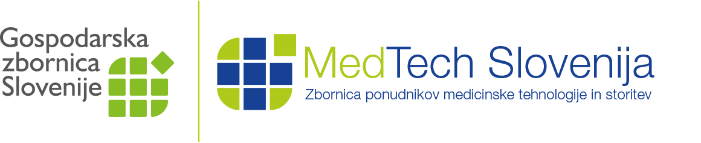 Gospodarska
zbornica
Slovenije
MedTech Slovenija
Zbornica ponudnikov medicinske tehnologije in storitev